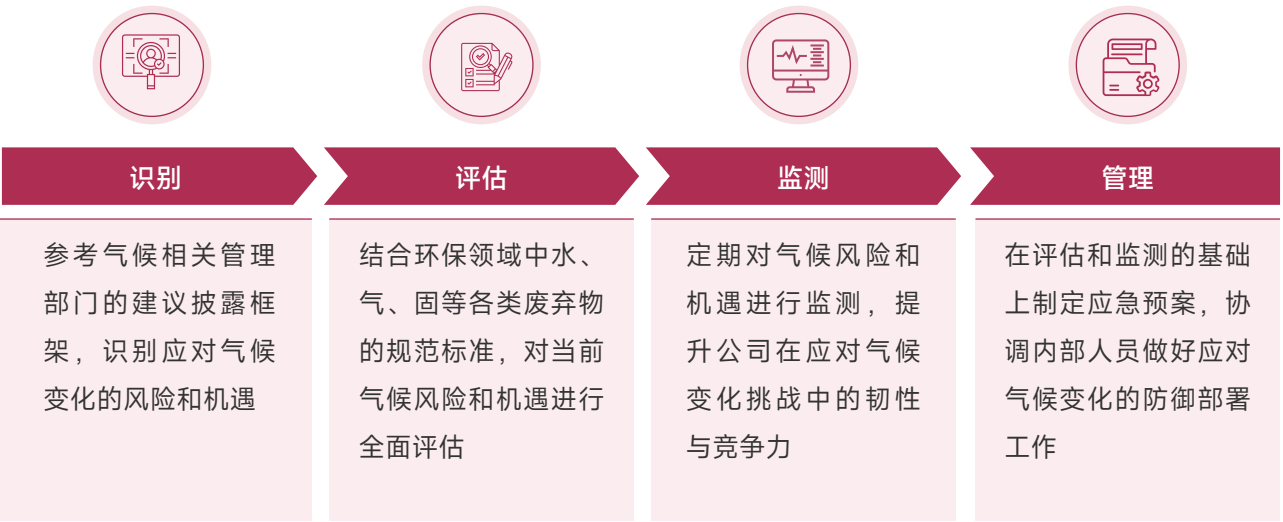 识别
参考气候相关管理
部门的建议披露框
架，识别应对气候
变化的风险和机遇
评估
结合环保领域中水、
气、固等各类废弃物
的规范标准，对当前
气候风险和机遇进行
全面评估
监测
定期对气候风险和
机遇进行监测，提
升公司在应对气候
变化挑战中的韧性
与竞争力
管理
在评估和监测的基础
上制定应急预案，协
调内部人员做好应对
气候变化的防御部署
工作